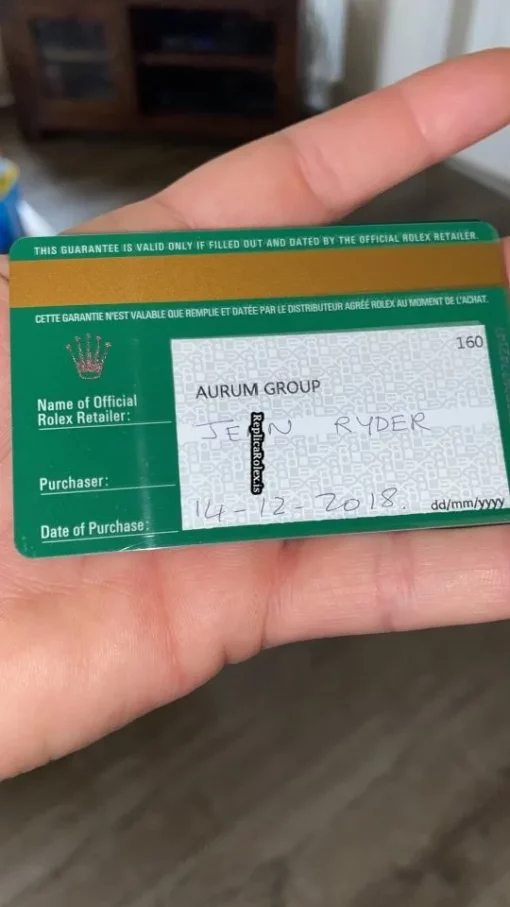 THIS GUARANTEE IS VALID ONLY IF FILLED OUT AND DATED BY THE OFFICIAL ROLEX RETAILER.
CETTE GARANTIE N'EST VALABLE QUE REMPLIE ET DATÉE PAR LE DISTRIBUTEUR AGRÉÉ ROLEX AU MOMENT DE L'ACHAT.
160
Name of Official
Rolex Retailer:
AURUM GROUP
RYDER
ReplicaRolex.is
Purchaser:
Date of Purchase:
14-12-2018.
dd/mm/yyyy